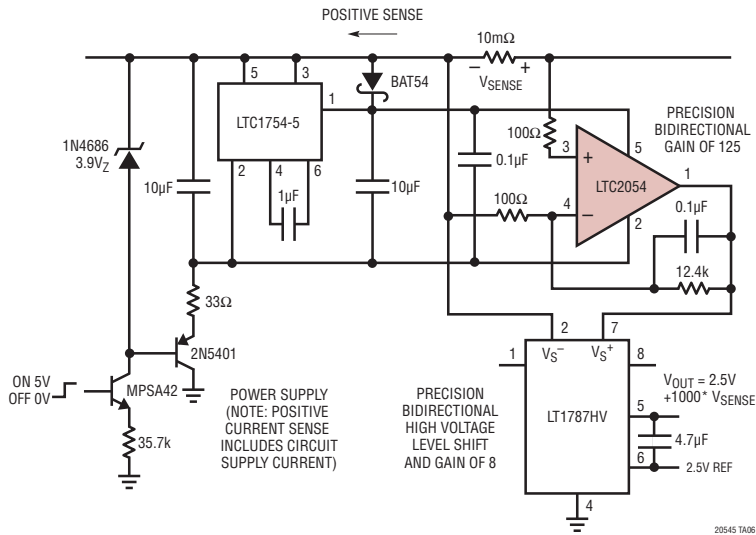 POSITIVE SENSE
10mΩ
– VSENSE +
5
3
BAT54
1
LTC1754-5
100Ω
3
PRECISION
BIDIRECTIONAL
GAIN OF 125
1N4686
3.9VZ
10µF
2
4
6
1µF
10µF
0.1µF
100Ω
4
+
–
5
LTC2054
2
1
0.1µF
12.4k
33Ω
2N5401
ON 5V
OFF 0V
MPSA42
35.7k
POWER SUPPLY
(NOTE: POSITIVE
CURRENT SENSE
INCLUDES CIRCUIT
SUPPLY CURRENT)
PRECISION
BIDIRECTIONAL
HIGH VOLTAGE
LEVEL SHIFT
AND GAIN OF 8
2
7
1
VS–
VS+
8
LT1787HV
VOUT = 2.5V
+1000* VSENSE
5
4.7µF
6
2.5V REF
4
20545 TA06